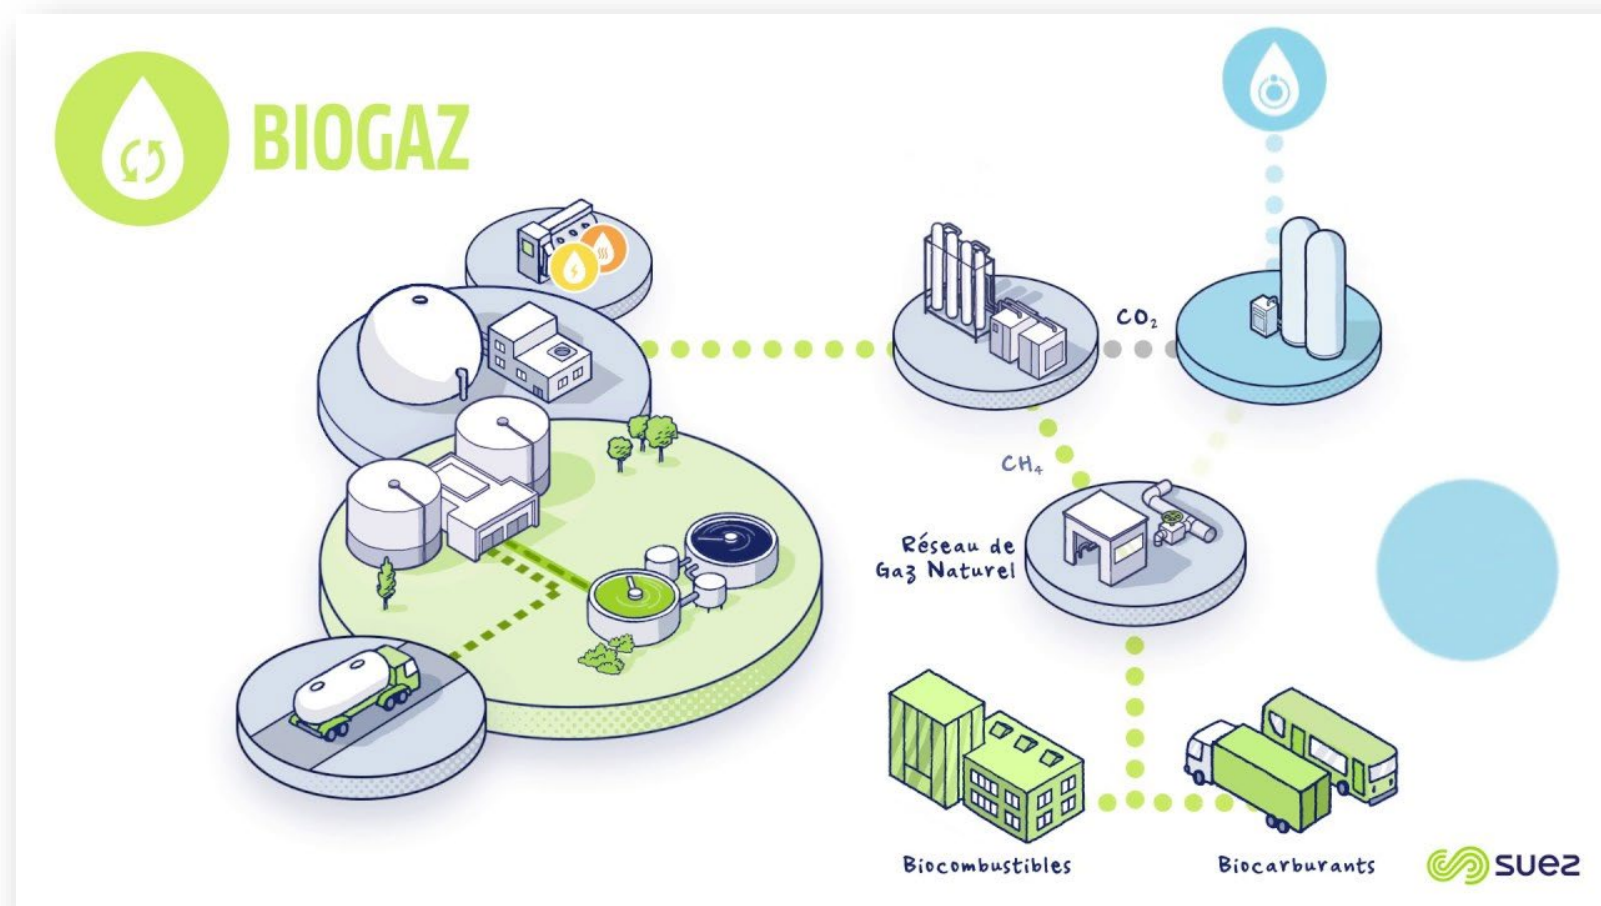 BIOGAZ
CO₂
CH₄
Réseau de
Gaz Naturel
Biocombustibles
Biocarburants
suez